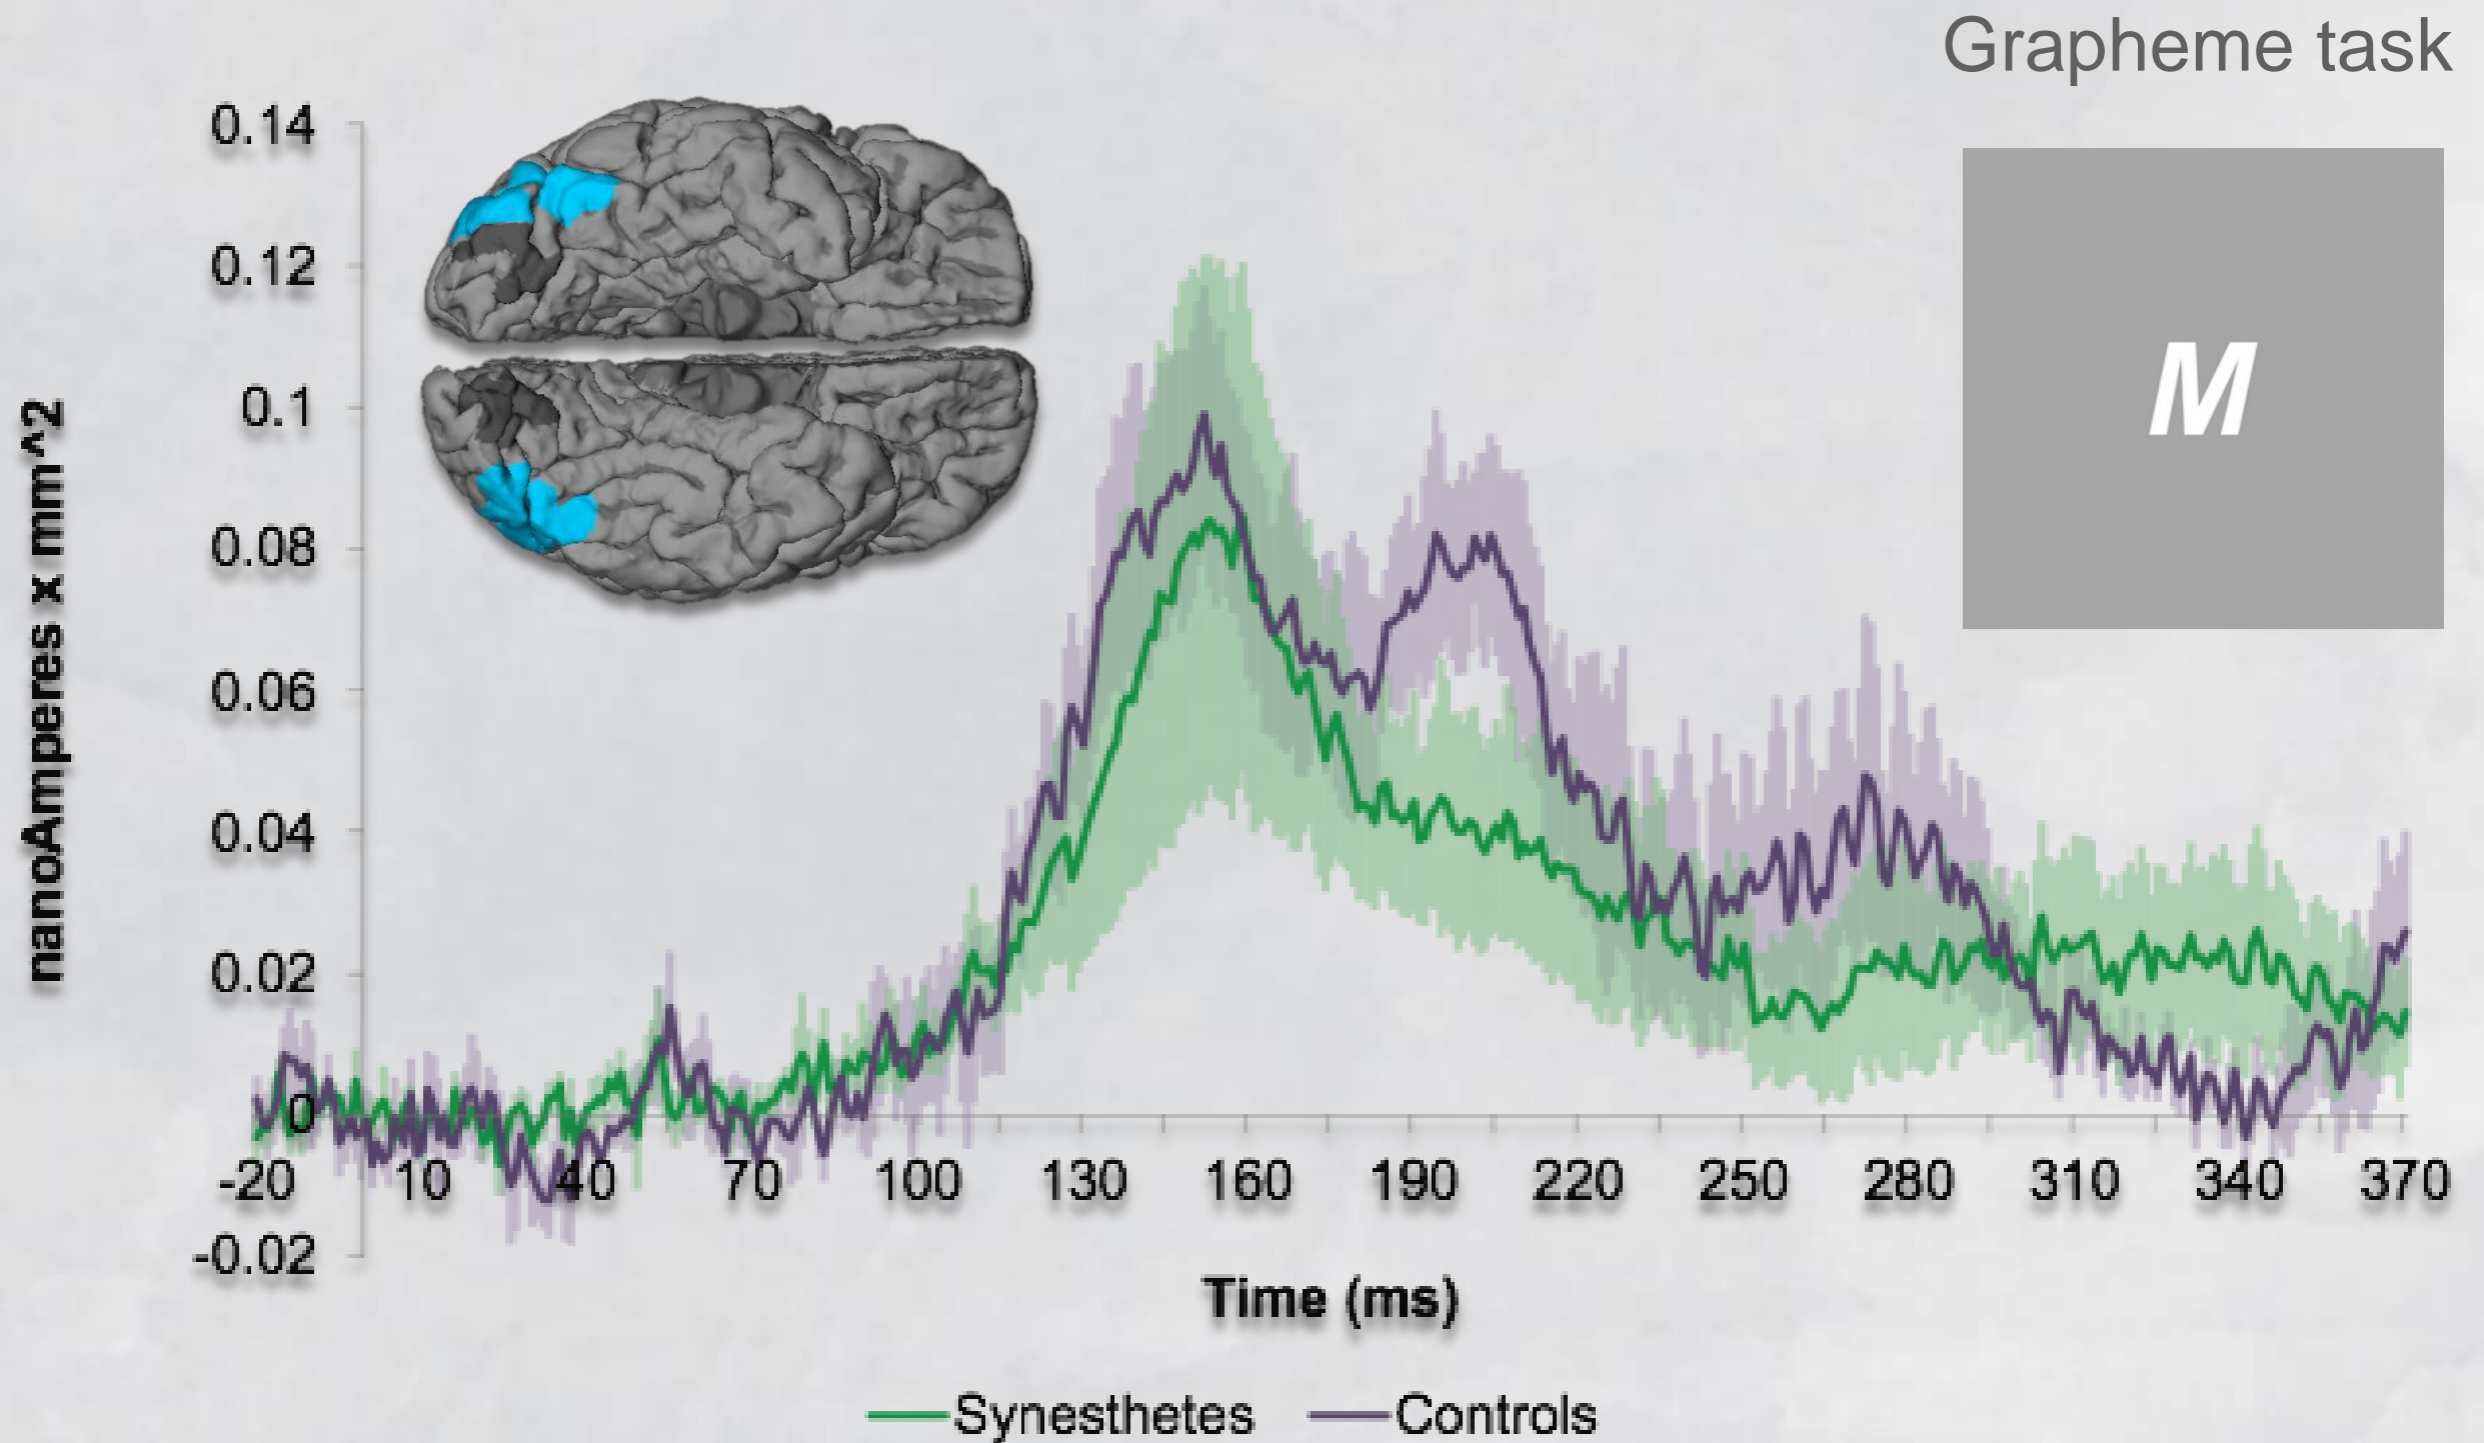 Grapheme task
0.14
0.12
0.1
0.08
0.06
0.04
0.02
0
-0.02
nanoAmperes x mm^2
M
-20 10 40 70 100 130 160 190 220 250 280 310 340 370
Time (ms)
Synesthetes Controls